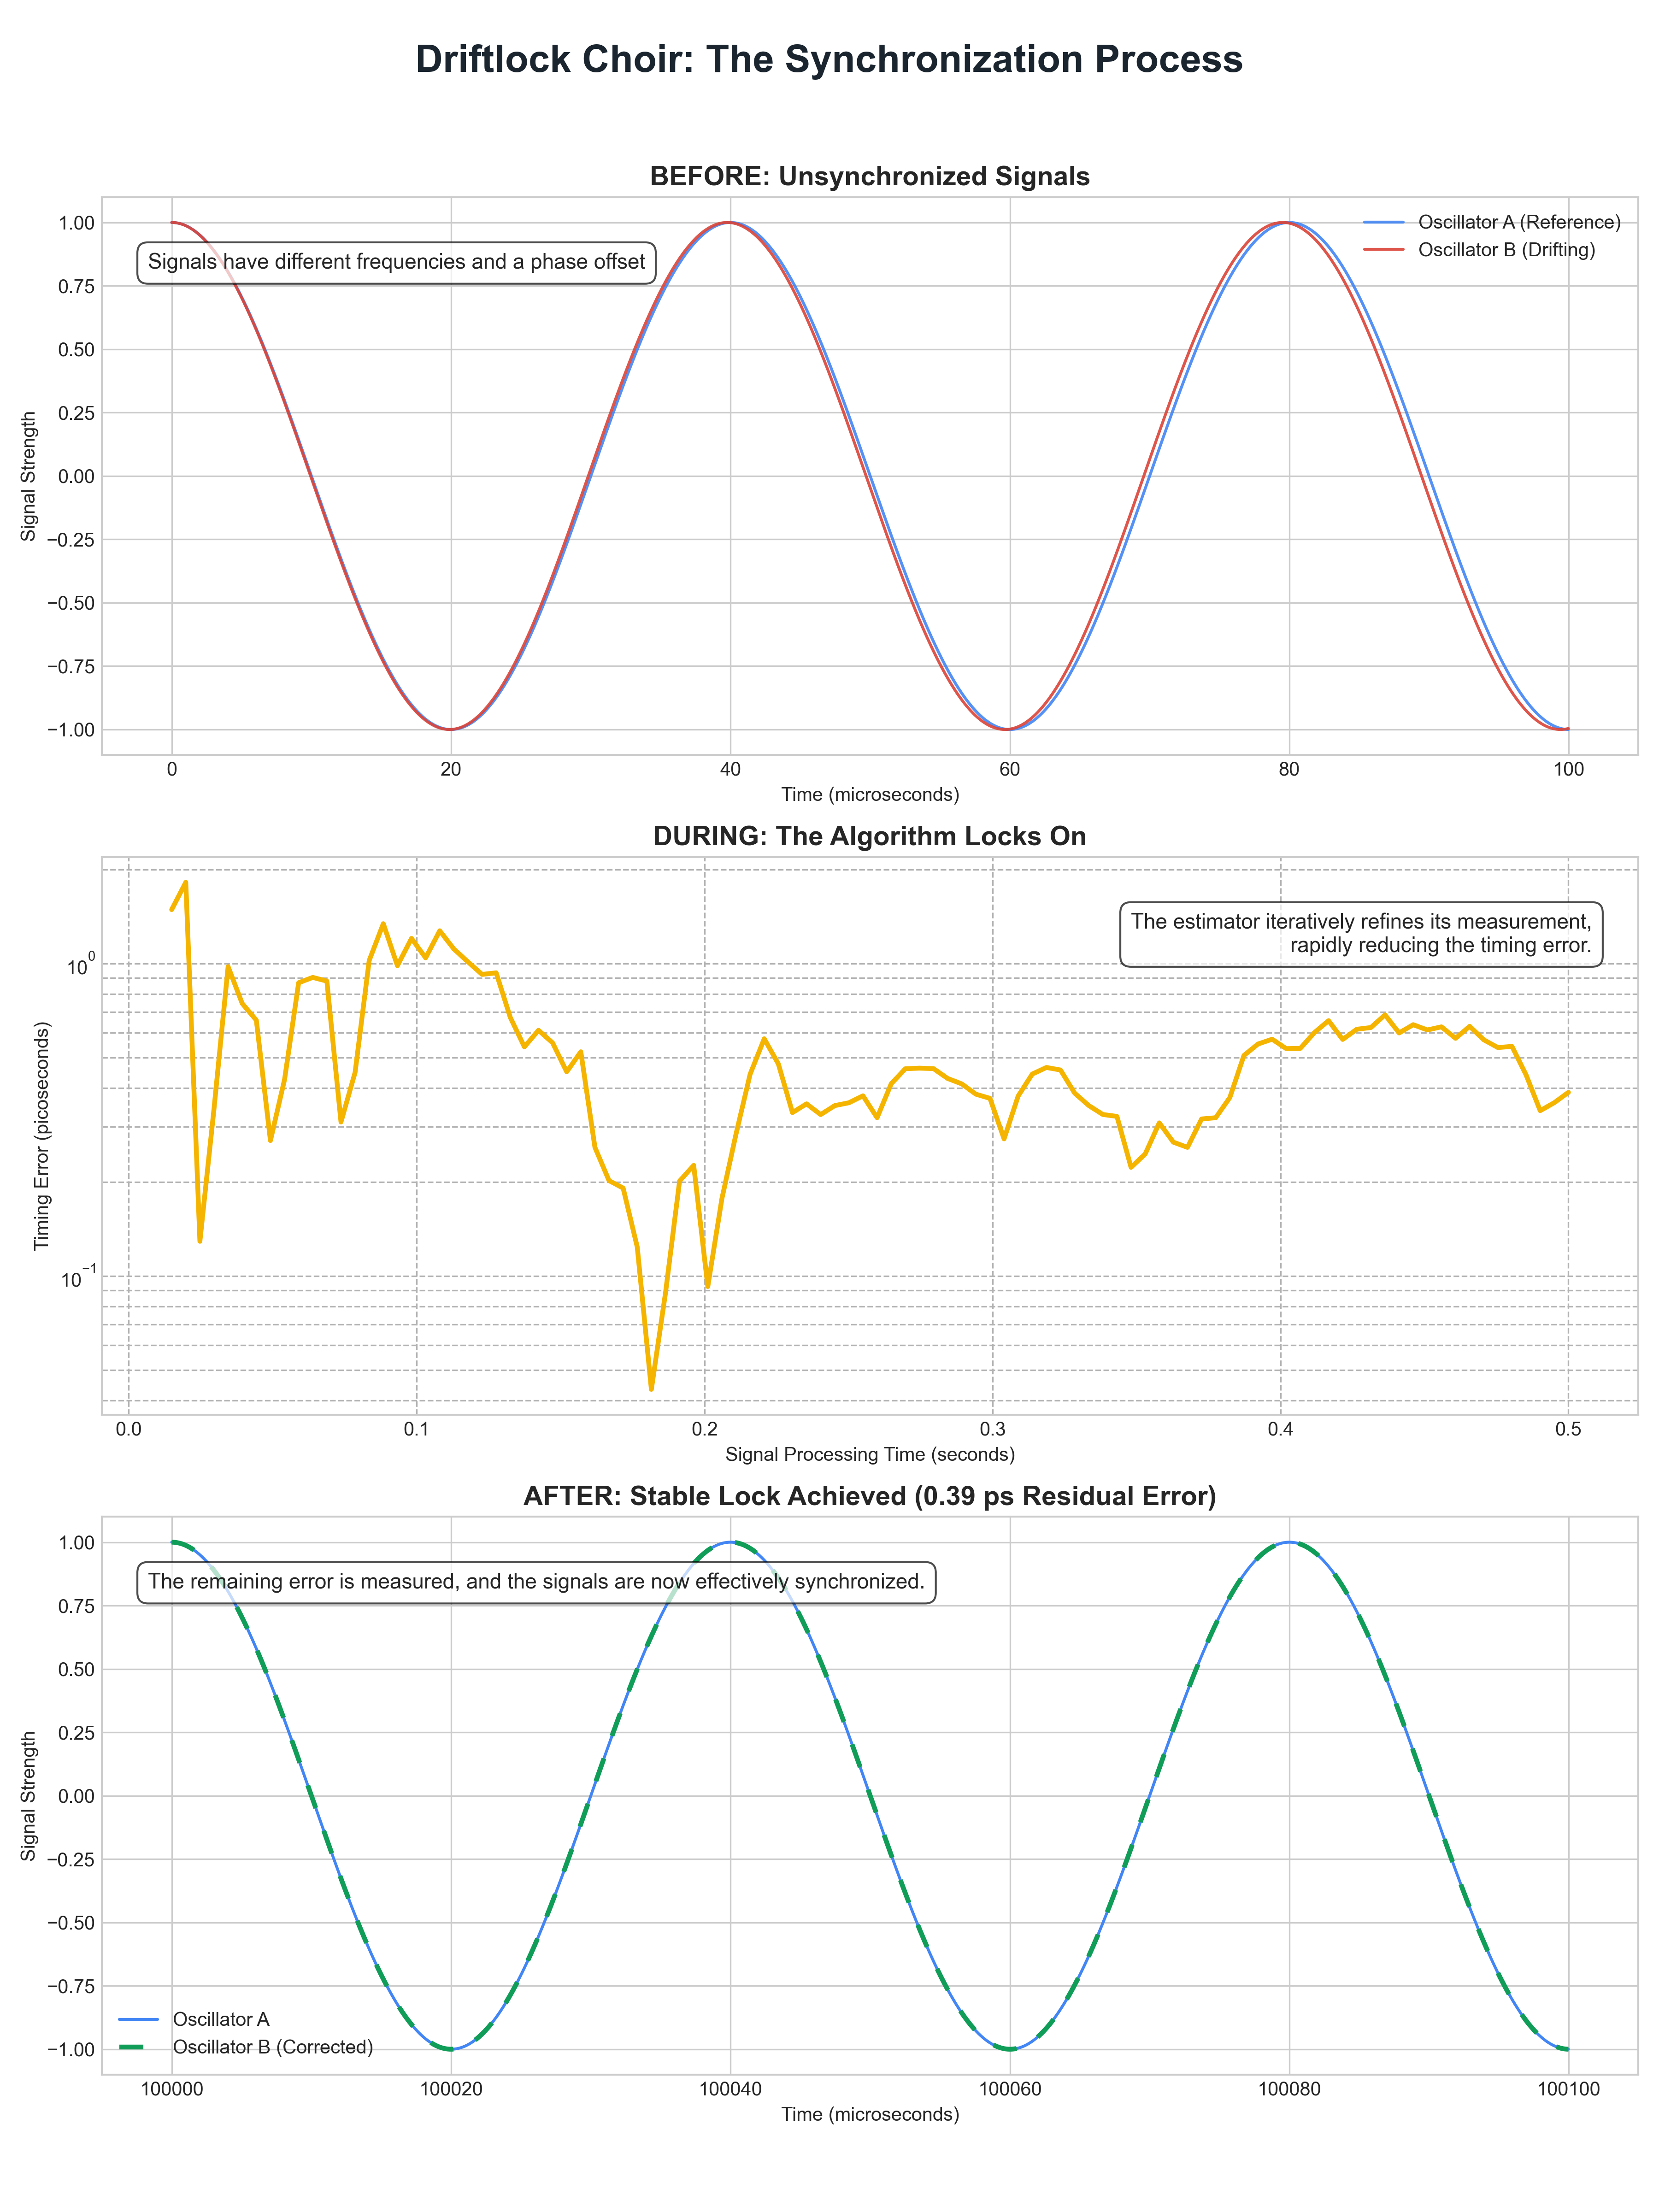 Driftlock Choir: The Synchronization Process
BEFORE: Unsynchronized Signals
Signals have different frequencies and a phase offset
Oscillator A (Reference)
Oscillator B (Drifting)
Signal Strength
1.00
0.75
0.50
0.25
0.00
−0.25
−0.50
−0.75
−1.00
0 20 40 60 80 100
Time (microseconds)
DURING: The Algorithm Locks On
The estimator iteratively refines its measurement,
rapidly reducing the timing error.
Timing Error (picoseconds)
10⁰
10⁻¹
0.0 0.1 0.2 0.3 0.4 0.5
Signal Processing Time (seconds)
AFTER: Stable Lock Achieved (0.39 ps Residual Error)
The remaining error is measured, and the signals are now effectively synchronized.
Signal Strength
1.00
0.75
0.50
0.25
0.00
−0.25
−0.50
−0.75
−1.00
Oscillator A
Oscillator B (Corrected)
100000 100020 100040 100060 100080 100100
Time (microseconds)